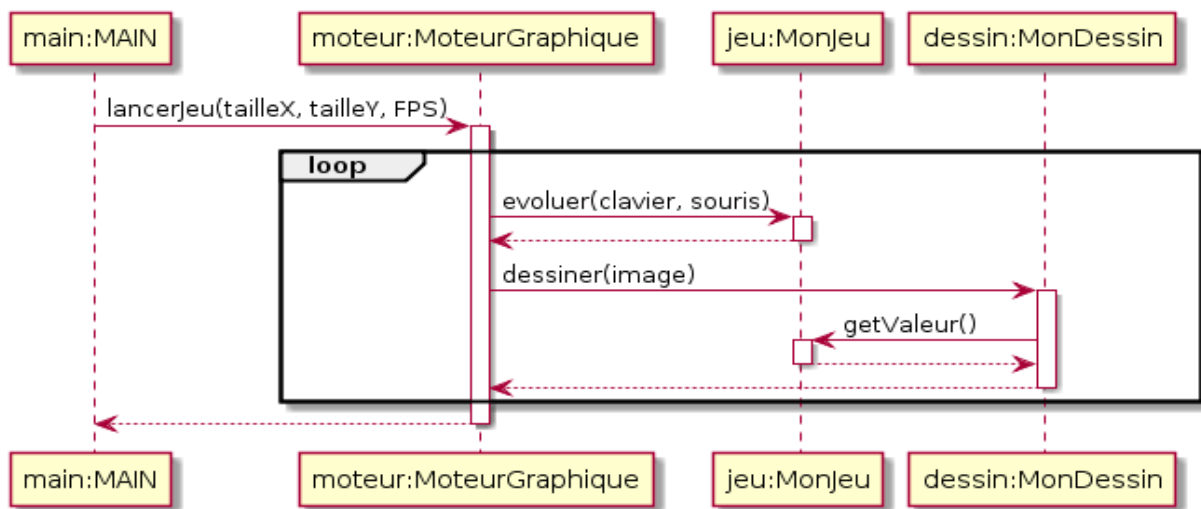 main:MAIN
moteur:MoteurGraphique
jeu:MonJeu
dessin:MonDessin
lancerJeu(tailleX, tailleY, FPS)
loop
evoluer(clavier, souris)
dessiner(image)
getValeur()
main:MAIN
moteur:MoteurGraphique
jeu:MonJeu
dessin:MonDessin